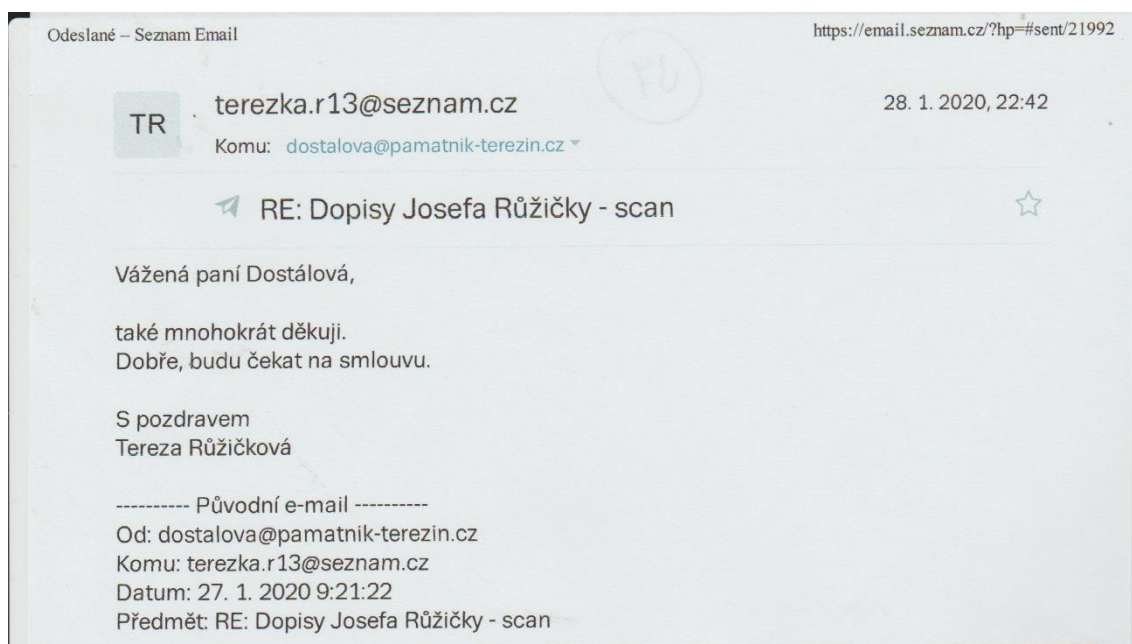 Odeslané – Seznam Email
https://email.seznam.cz/?hp=#sent/21992
TR
terezka.r13@seznam.cz
28. 1. 2020, 22:42
Komu: dostalova@pamatnik-terezin.cz
RE: Dopisy Josefa Růžičky - scan
Vážená paní Dostálová,
také mnohokrát děkuji.
Dobře, budu čekat na smlouvu.
S pozdravem
Tereza Růžičková
---------- Původní e-mail ----------
Od: dostalova@pamatnik-terezin.cz
Komu: terezka.r13@seznam.cz
Datum: 27. 1. 2020 9:21:22
Předmět: RE: Dopisy Josefa Růžičky - scan